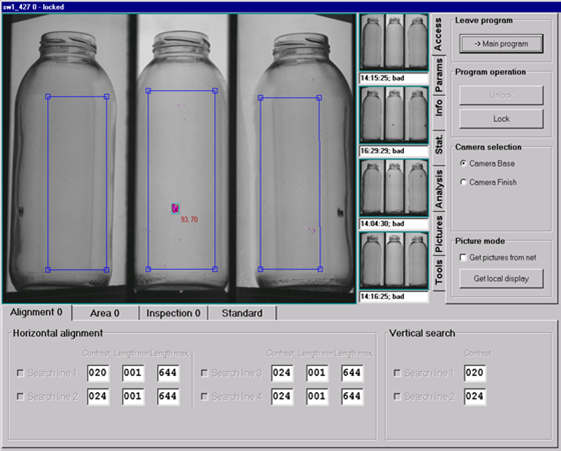 sw1_427 0 - locked
93, 70
14:15:25; bad
16:29:29; bad
14:04:30; bad
14:16:25; bad
Access
Params
Info
Stat.
Analysis
Pictures
Tools
Leave program
-> Main program
Program operation
Unlock
Lock
Camera selection
Camera Base
Camera Finish
Picture mode
Get pictures from net
Get local display
Alignment 0
Area 0
Inspection 0
Standard
Horizontal alignment
Contrast Length min Length max
Search line 1 020 001 644
Search line 2 024 001 644
Contrast Length min Length max
Search line 3 024 001 644
Search line 4 024 001 644
Vertical search
Contrast
Search line 1 020
Search line 2 024